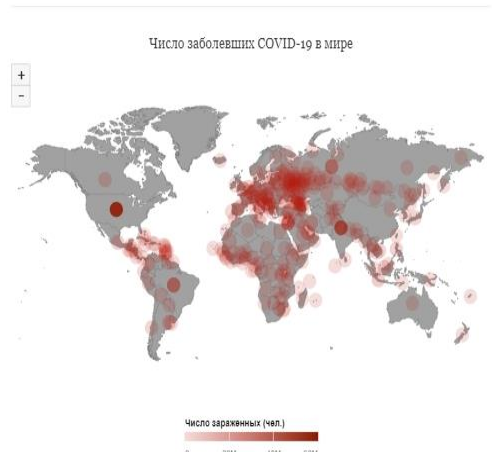 Число заболевших COVID-19 в мире
+
−
Число зараженных (чел.)